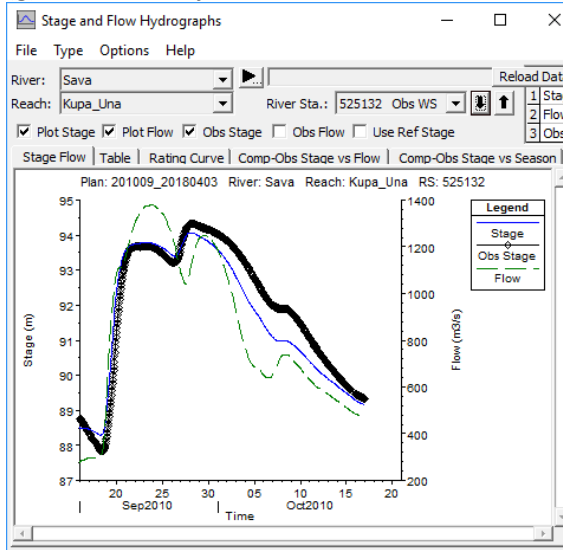 Stage and Flow Hydrographs
File Type Options Help
River: Sava Reload Dat
Reach: Kupa_Una River Sta.: 525132 Obs WS 1 Stag
Plot Stage Plot Flow Obs Stage Obs Flow Use Ref Stage 2 Flow
3 Obs
Stage Flow Table Rating Curve Comp-Obs Stage vs Flow Comp-Obs Stage vs Season
Plan: 201009_20180403 River: Sava Reach: Kupa_Una RS: 525132
95 1400
94 1200
93
92 1000
91 800
90 600
89
88 400
87 200
Stage (m)
Flow (m3/s)
Legend
Stage
Obs Stage
Flow
20 25 30 05 10 15 20
Sep2010 Oct2010
Time